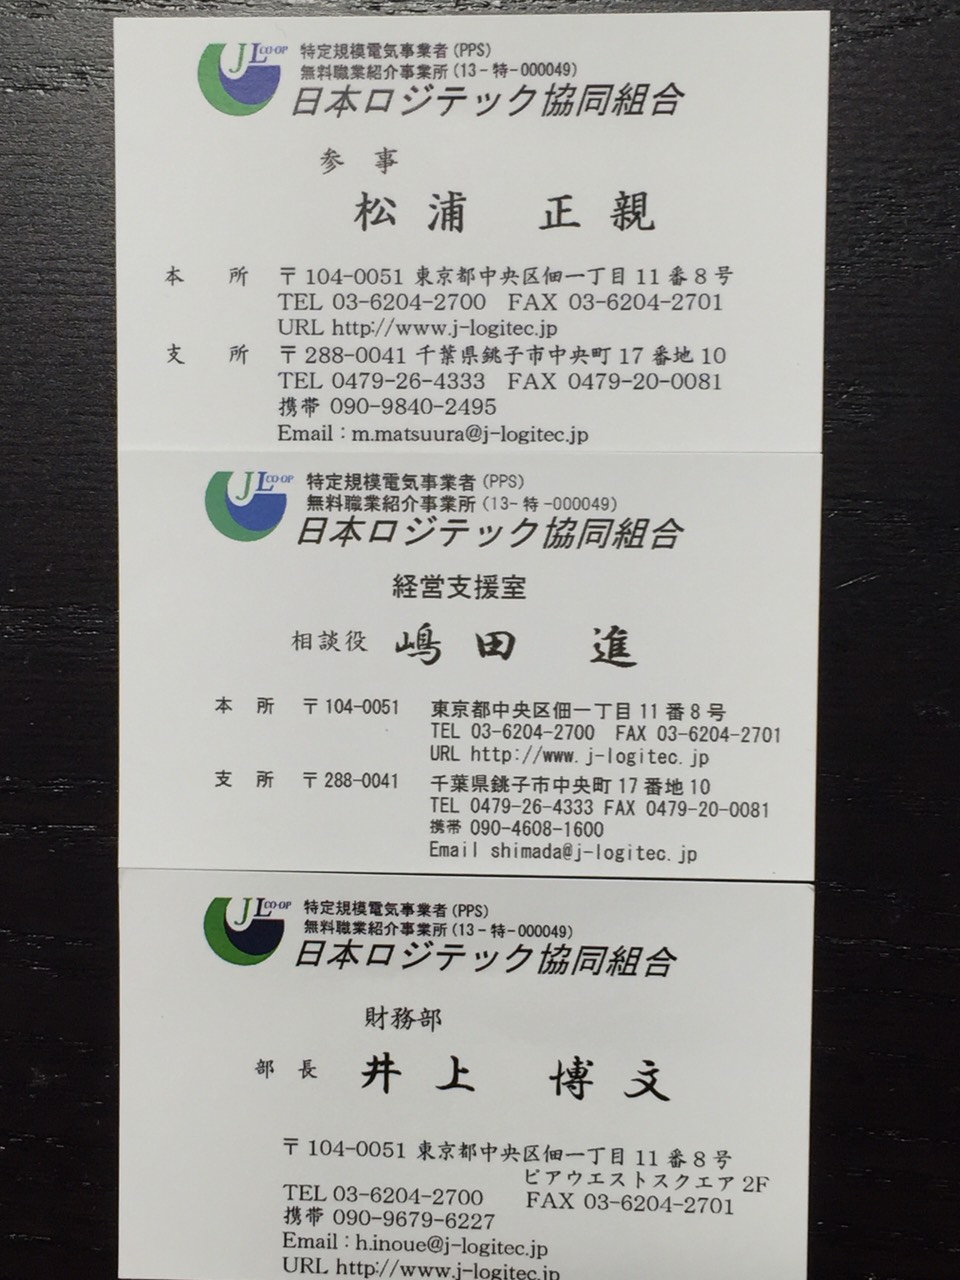 JL CO-OP 特定規模電気事業者(PPS)
無料職業紹介事業所(13-特-000049)
日本ロジテック協同組合
参 事
松浦 正親
本 所 〒104-0051 東京都中央区佃一丁目11番8号
TEL 03-6204-2700 FAX 03-6204-2701
URL http://www.j-logitec.jp
支 所 〒288-0041 千葉県銚子市中央町17番地10
TEL 0479-26-4333 FAX 0479-20-0081
携帯 090-9840-2495
Email : m.matsuura@j-logitec.jp
JL CO-OP 特定規模電気事業者(PPS)
無料職業紹介事業所(13-特-000049)
日本ロジテック協同組合
経営支援室
相談役 嶋田 進
本 所 〒104-0051 東京都中央区佃一丁目11番8号
TEL 03-6204-2700 FAX 03-6204-2701
URL http://www.j-logitec.jp
支 所 〒288-0041 千葉県銚子市中央町17番地10
TEL 0479-26-4333 FAX 0479-20-0081
携帯 090-4608-1600
Email shimada@j-logitec.jp
JL CO-OP 特定規模電気事業者(PPS)
無料職業紹介事業所(13-特-000049)
日本ロジテック協同組合
財務部
部 長 井上 博文
〒104-0051 東京都中央区佃一丁目11番8号
ピアウエストスクエア2F
TEL 03-6204-2700 FAX 03-6204-2701
携帯 090-9679-6227
Email : h.inoue@j-logitec.jp
URL http://www.j-logitec.jp